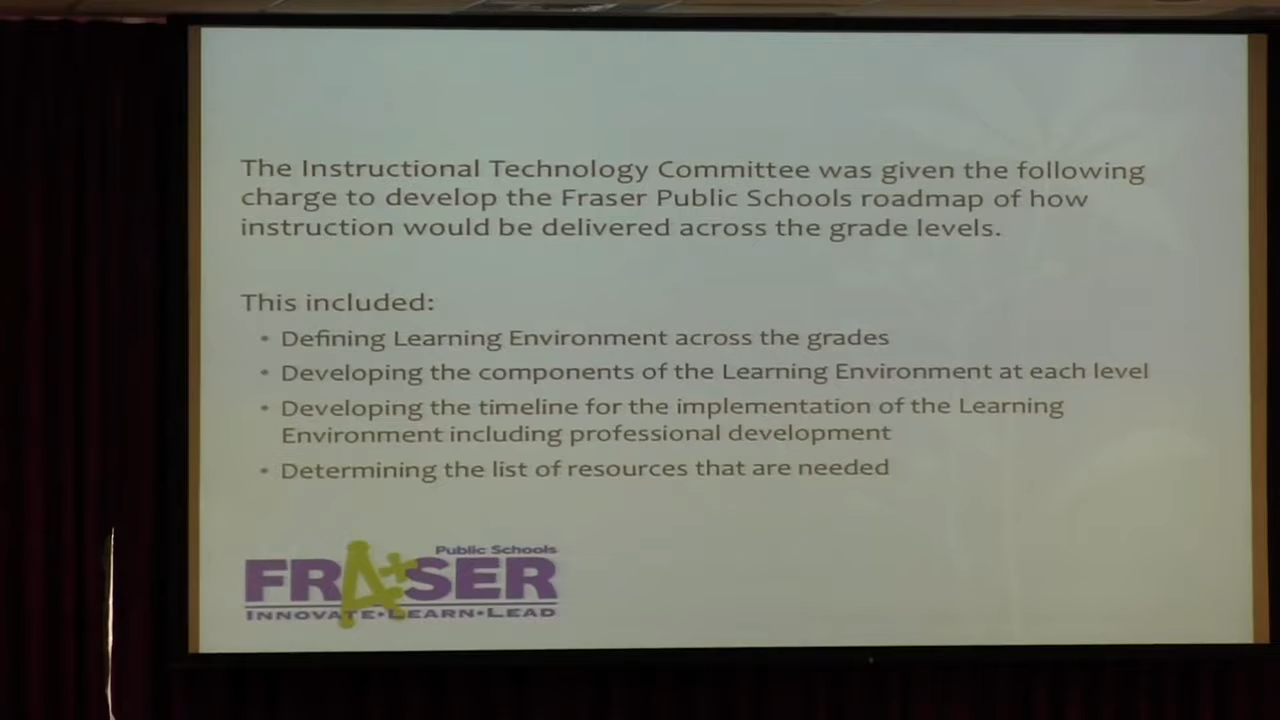 The Instructional Technology Committee was given the following
charge to develop the Fraser Public Schools roadmap of how
instruction would be delivered across the grade levels.
This included:
• Defining Learning Environment across the grades
• Developing the components of the Learning Environment at each level
• Developing the timeline for the implementation of the Learning
Environment including professional development
• Determining the list of resources that are needed
Public Schools
FRA+SER
INNOVATE•LEARN•LEAD